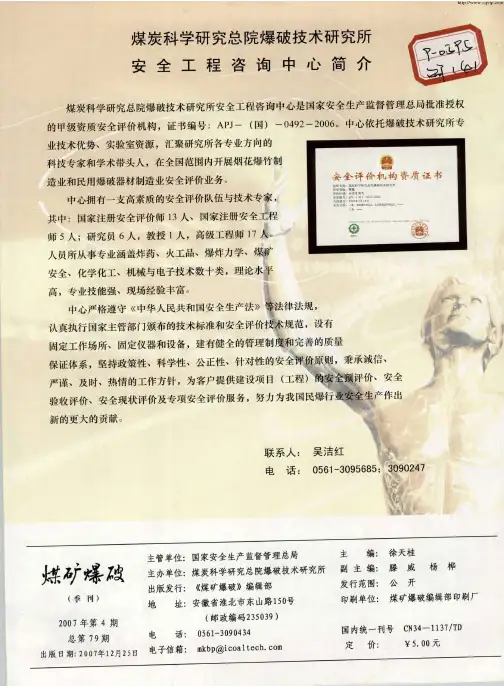 煤炭科学研究总院爆破技术研究所
安全工程咨询中心简介
煤炭科学研究总院爆破技术研究所安全工程咨询中心是国家安全生产监督管理总局批准授权
的甲级资质安全评价机构，证书编号：APJ-（国）-0492-2006。中心依托爆破技术研究所专
业技术优势、实验室资源，汇聚研究所各专业方向的
科技专家和学术带头人，在全国范围内开展烟花爆竹制
造业和民用爆破器材制造业安全评价业务。
中心拥有一支高素质的安全评价队伍与技术专家，
其中：国家注册安全评价师13人、国家注册安全工程
师5人；研究员6人，教授1人，高级工程师17人。
人员所从事专业涵盖炸药、火工品、爆炸力学、煤矿
安全、化学化工、机械与电子技术数十类，理论水平
高，专业技能强、现场经验丰富。
中心严格遵守《中华人民共和国安全生产法》等法律法规，
认真执行国家主管部门颁布的技术标准和安全评价技术规范，设有
固定工作场所、固定仪器和设备，建有健全的管理制度和完善的质量
保证体系，坚持政策性、科学性、公正性、针对性的安全评价原则，秉承诚信、
严谨、及时、热情的工作方针，为客户提供建设项目（工程）的安全预评价、安全
验收评价、安全现状评价及专项安全评价服务，努力为我国民爆行业安全生产作出
新的更大的贡献。
安全评价机构资质证书
联系人： 吴洁红
电 话： 0561-3095685；3090247
煤矿爆破
（季刊）
2007年第4期
总第79期
出版日期：2007年12月25日
主管单位：国家安全生产监督管理总局
主办单位：煤炭科学研究总院爆破技术研究所
出版发行：《煤矿爆破》编辑部
地 址：安徽省淮北市东山路150号
（邮政编码235039）
电 话：0561-3090434
电子信箱：mkbp@icoaltech.com
主 编：徐天桂
副主编：滕威 杨桦
发行范围：公开
印刷单位：煤矿爆破编辑部印刷厂
国内统一刊号 CN34-1137/TD
定 价： ￥5.00元